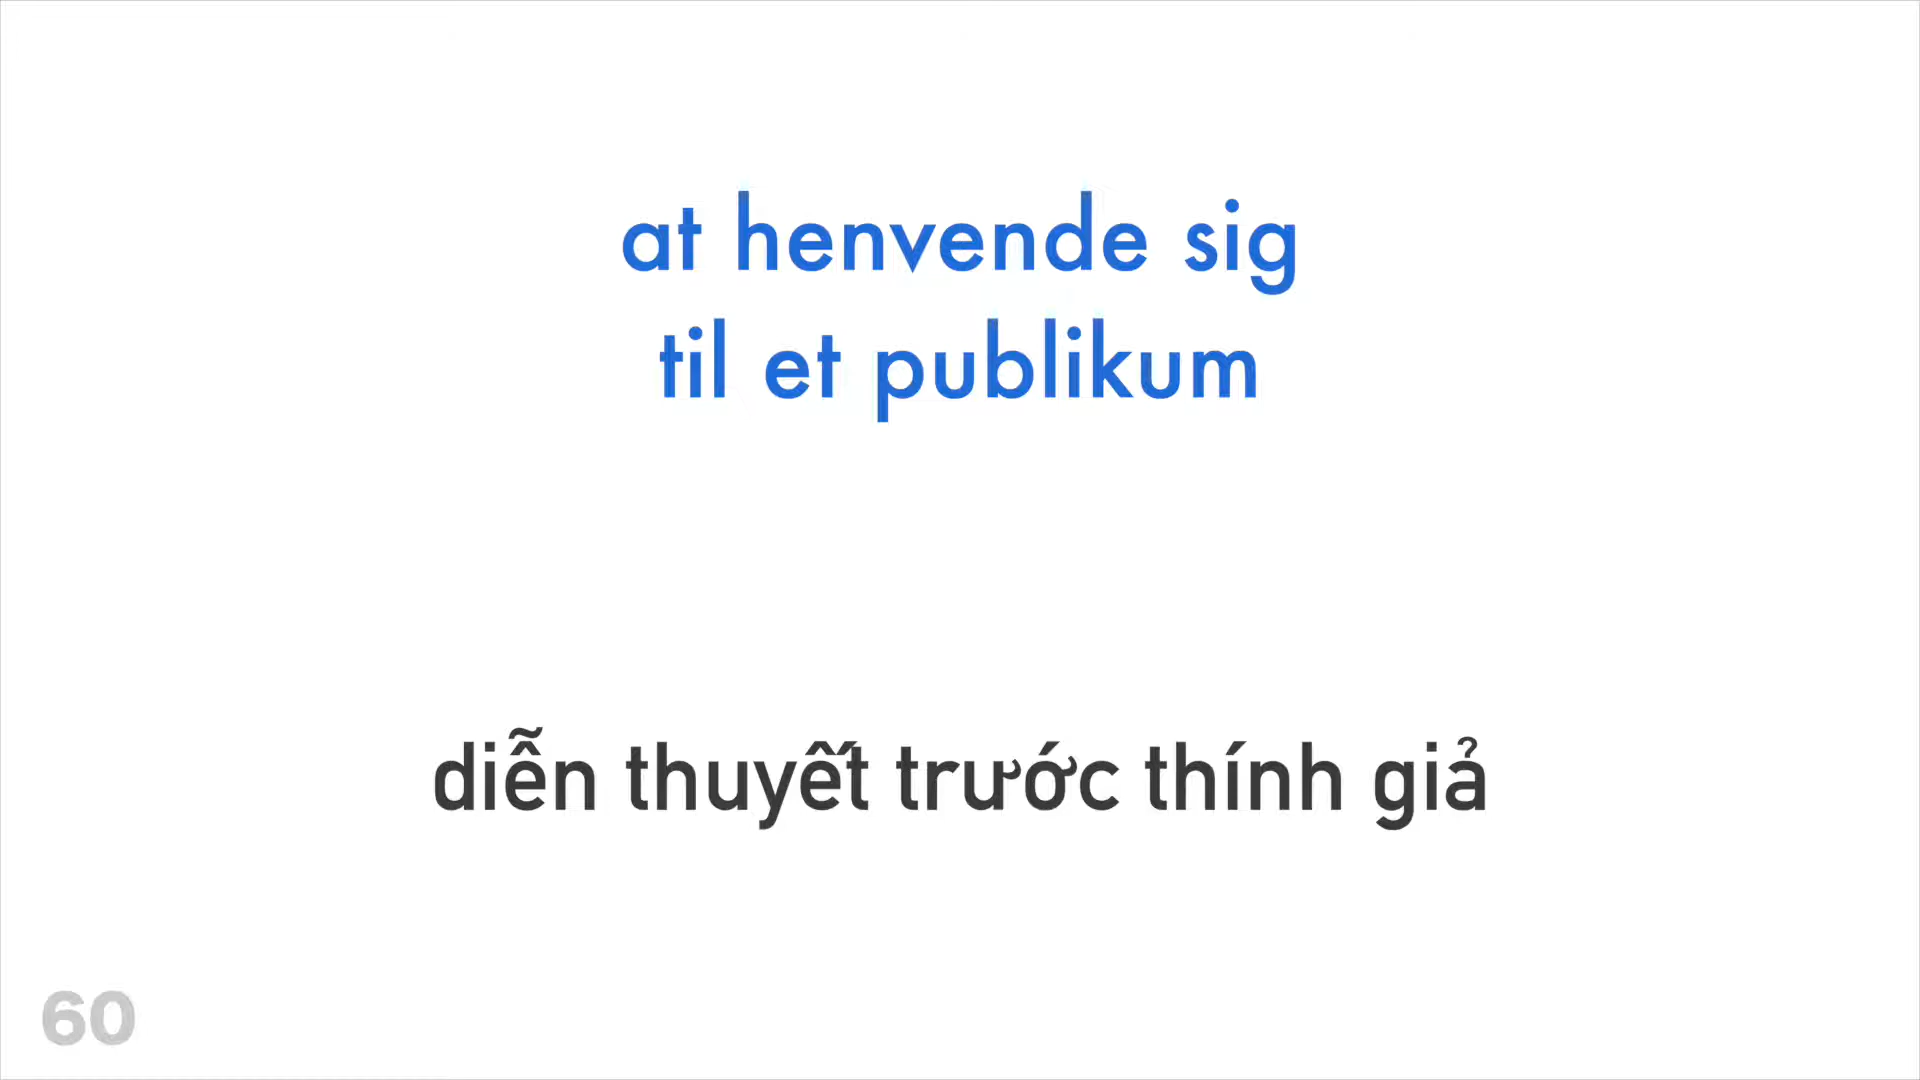 at henvende sig
til et publikum
diễn thuyết trước thính giả
60